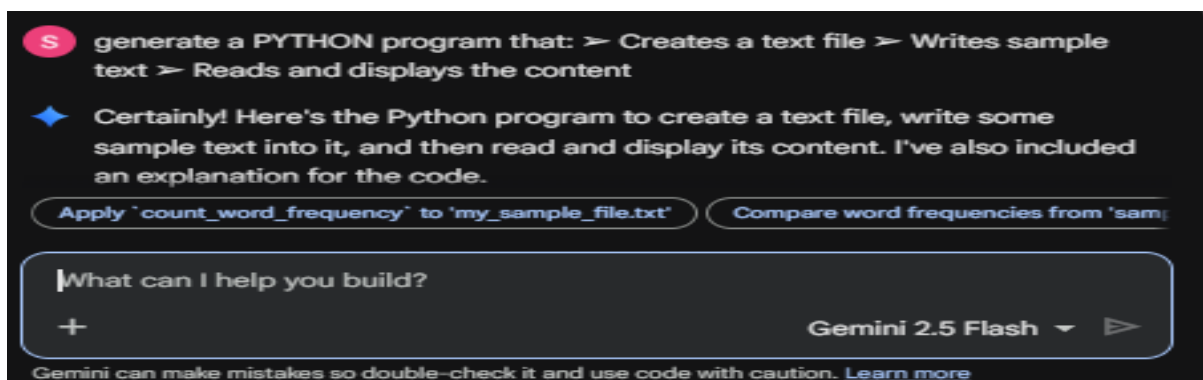 S
generate a PYTHON program that: ➢ Creates a text file ➢ Writes sample
text ➢ Reads and displays the content
Certainly! Here's the Python program to create a text file, write some
sample text into it, and then read and display its content. I've also included
an explanation for the code.
Apply `count_word_frequency` to 'my_sample_file.txt' Compare word frequencies from
What can I help you build?
+ Gemini 2.5 Flash
Gemini can make mistakes so double-check it and use code with caution. Learn more